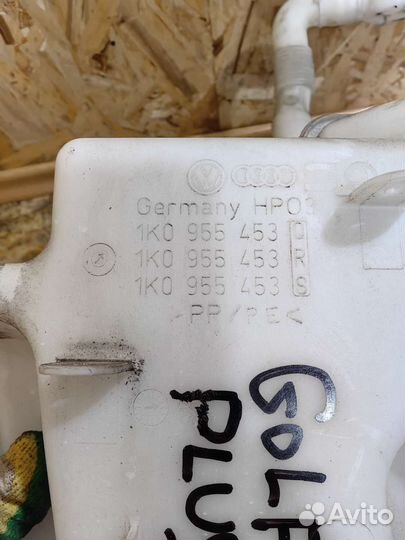 Germany HP03
1K0 955 453 Q
1K0 955 453 R
1K0 955 453 S
>PP/PE<
GOLF
PLUS
Avito